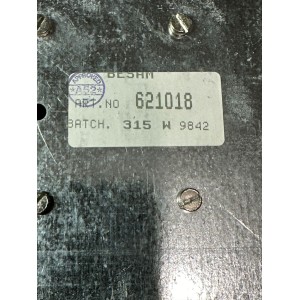 BESAM
ART.NO 621018
BATCH. 315 W 9842